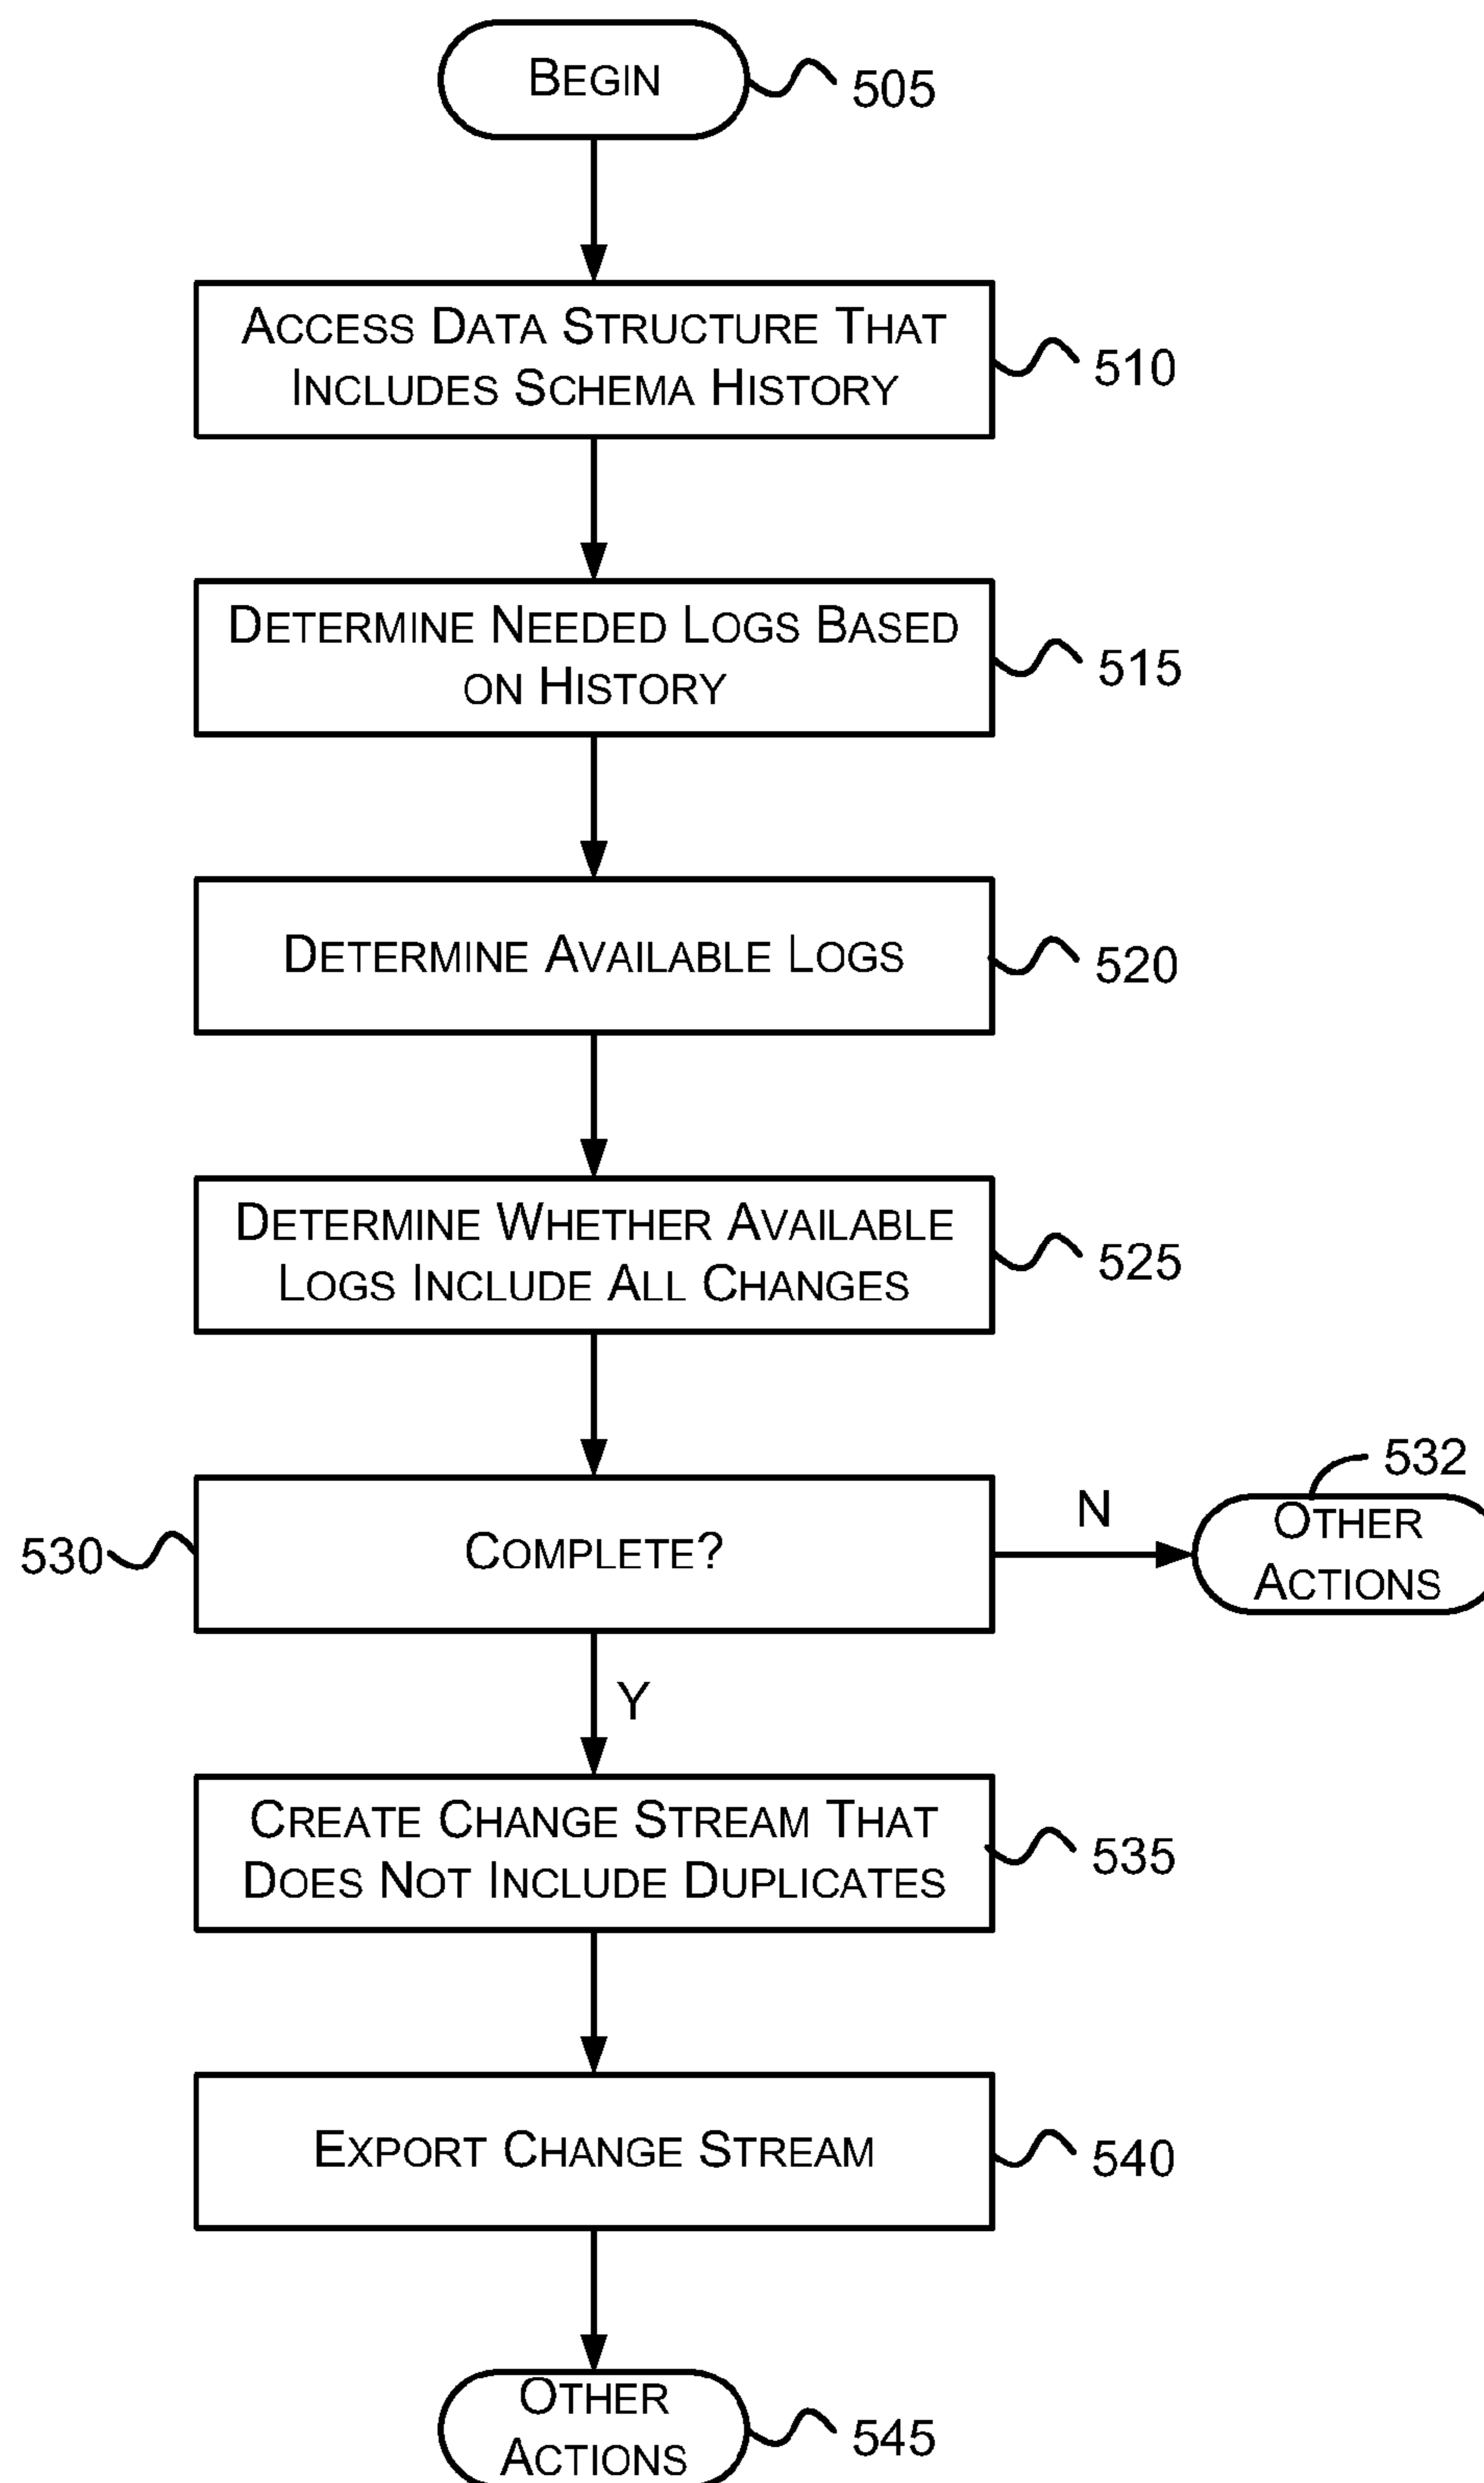 BEGIN
505
ACCESS DATA STRUCTURE THAT
INCLUDES SCHEMA HISTORY
510
DETERMINE NEEDED LOGS BASED
ON HISTORY
515
DETERMINE AVAILABLE LOGS
520
DETERMINE WHETHER AVAILABLE
LOGS INCLUDE ALL CHANGES
525
530
COMPLETE?
N
532
OTHER
ACTIONS
Y
CREATE CHANGE STREAM THAT
DOES NOT INCLUDE DUPLICATES
535
EXPORT CHANGE STREAM
540
OTHER
ACTIONS
545